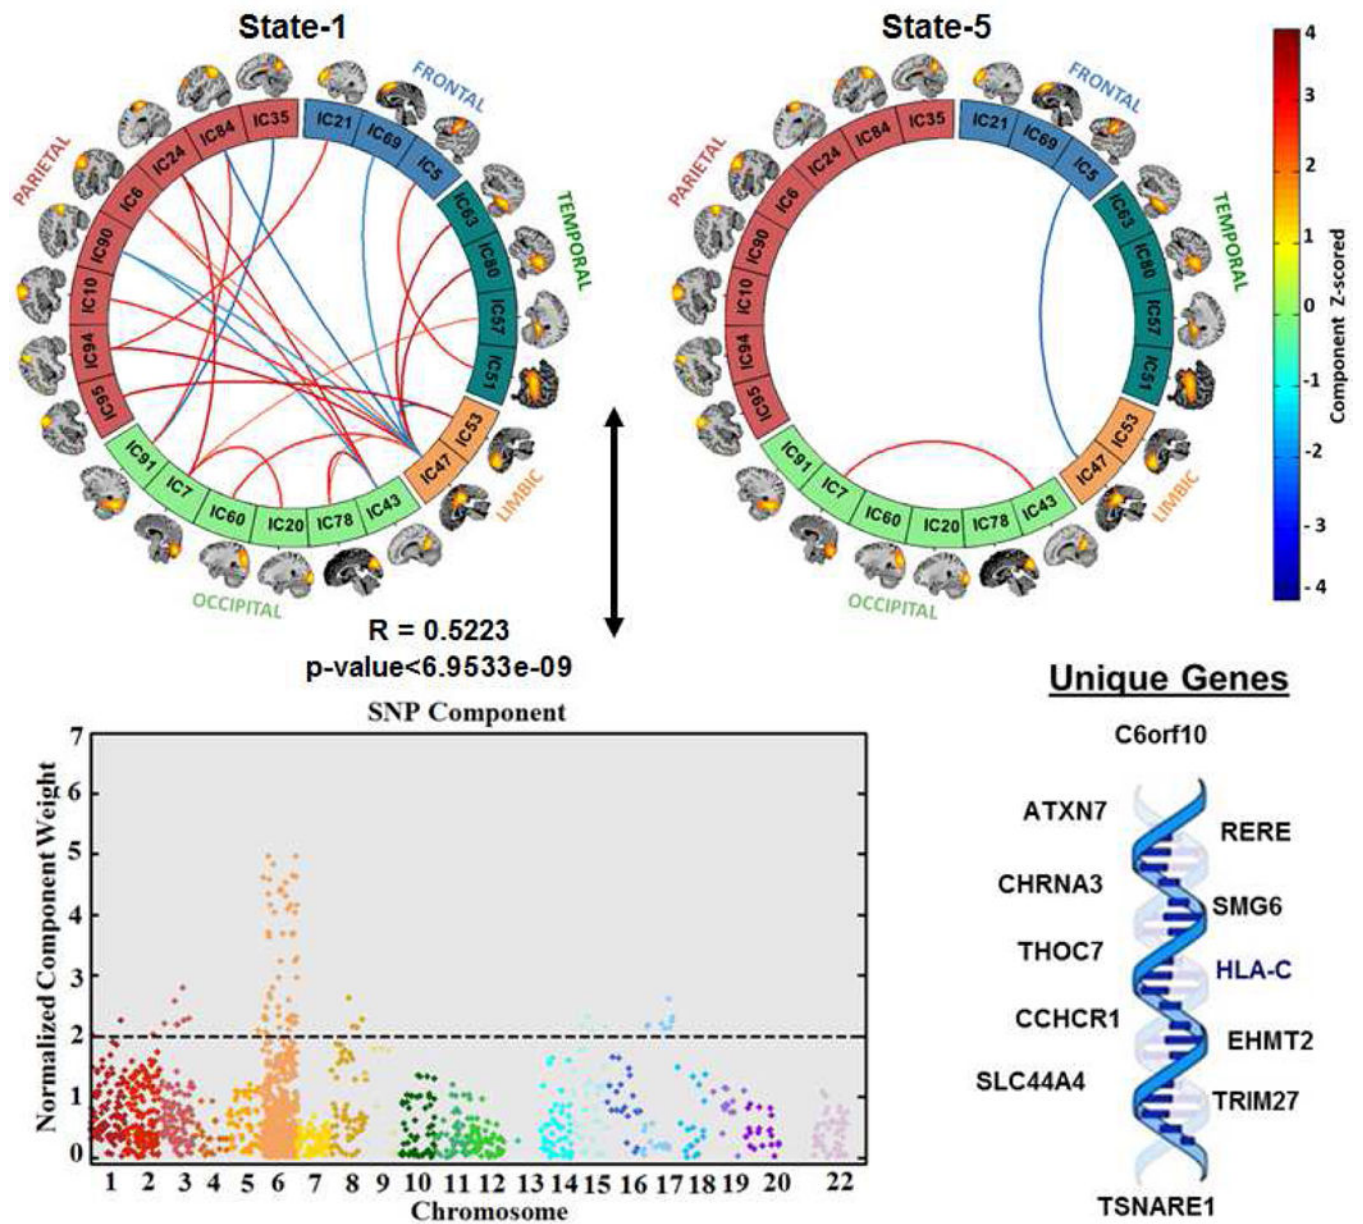 State-1
State-5
FRONTAL
TEMPORAL
LIMBIC
OCCIPITAL
PARIETAL
IC21
IC69
IC5
IC63
IC80
IC57
IC51
IC53
IC47
IC43
IC78
IC20
IC60
IC7
IC91
IC95
IC94
IC10
IC90
IC6
IC24
IC84
IC35
FRONTAL
TEMPORAL
LIMBIC
OCCIPITAL
PARIETAL
IC21
IC69
IC5
IC63
IC80
IC57
IC51
IC53
IC47
IC43
IC78
IC20
IC60
IC7
IC91
IC95
IC94
IC10
IC90
IC6
IC24
IC84
IC35
4
3
2
1
0
-1
-2
- 3
- 4
Component Z-scored
R = 0.5223
p-value<6.9533e-09
SNP Component
Normalized Component Weight
7
6
5
4
3
2
1
0
1 2 3 4 5 6 7 8 9 10 11 12 13 14 15 16 17 18 19 20 22
Chromosome
Unique Genes
C6orf10
ATXN7
RERE
CHRNA3
SMG6
THOC7
HLA-C
CCHCR1
EHMT2
SLC44A4
TRIM27
TSNARE1